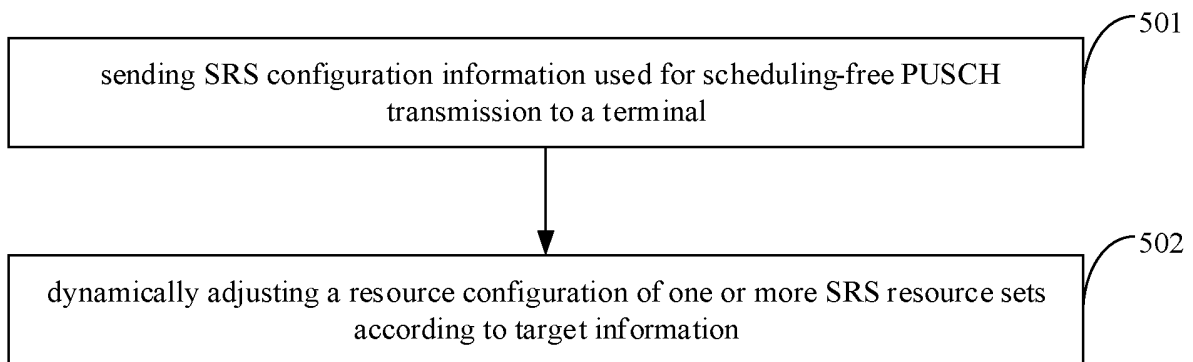 501
sending SRS configuration information used for scheduling-free PUSCH
transmission to a terminal
502
dynamically adjusting a resource configuration of one or more SRS resource sets
according to target information